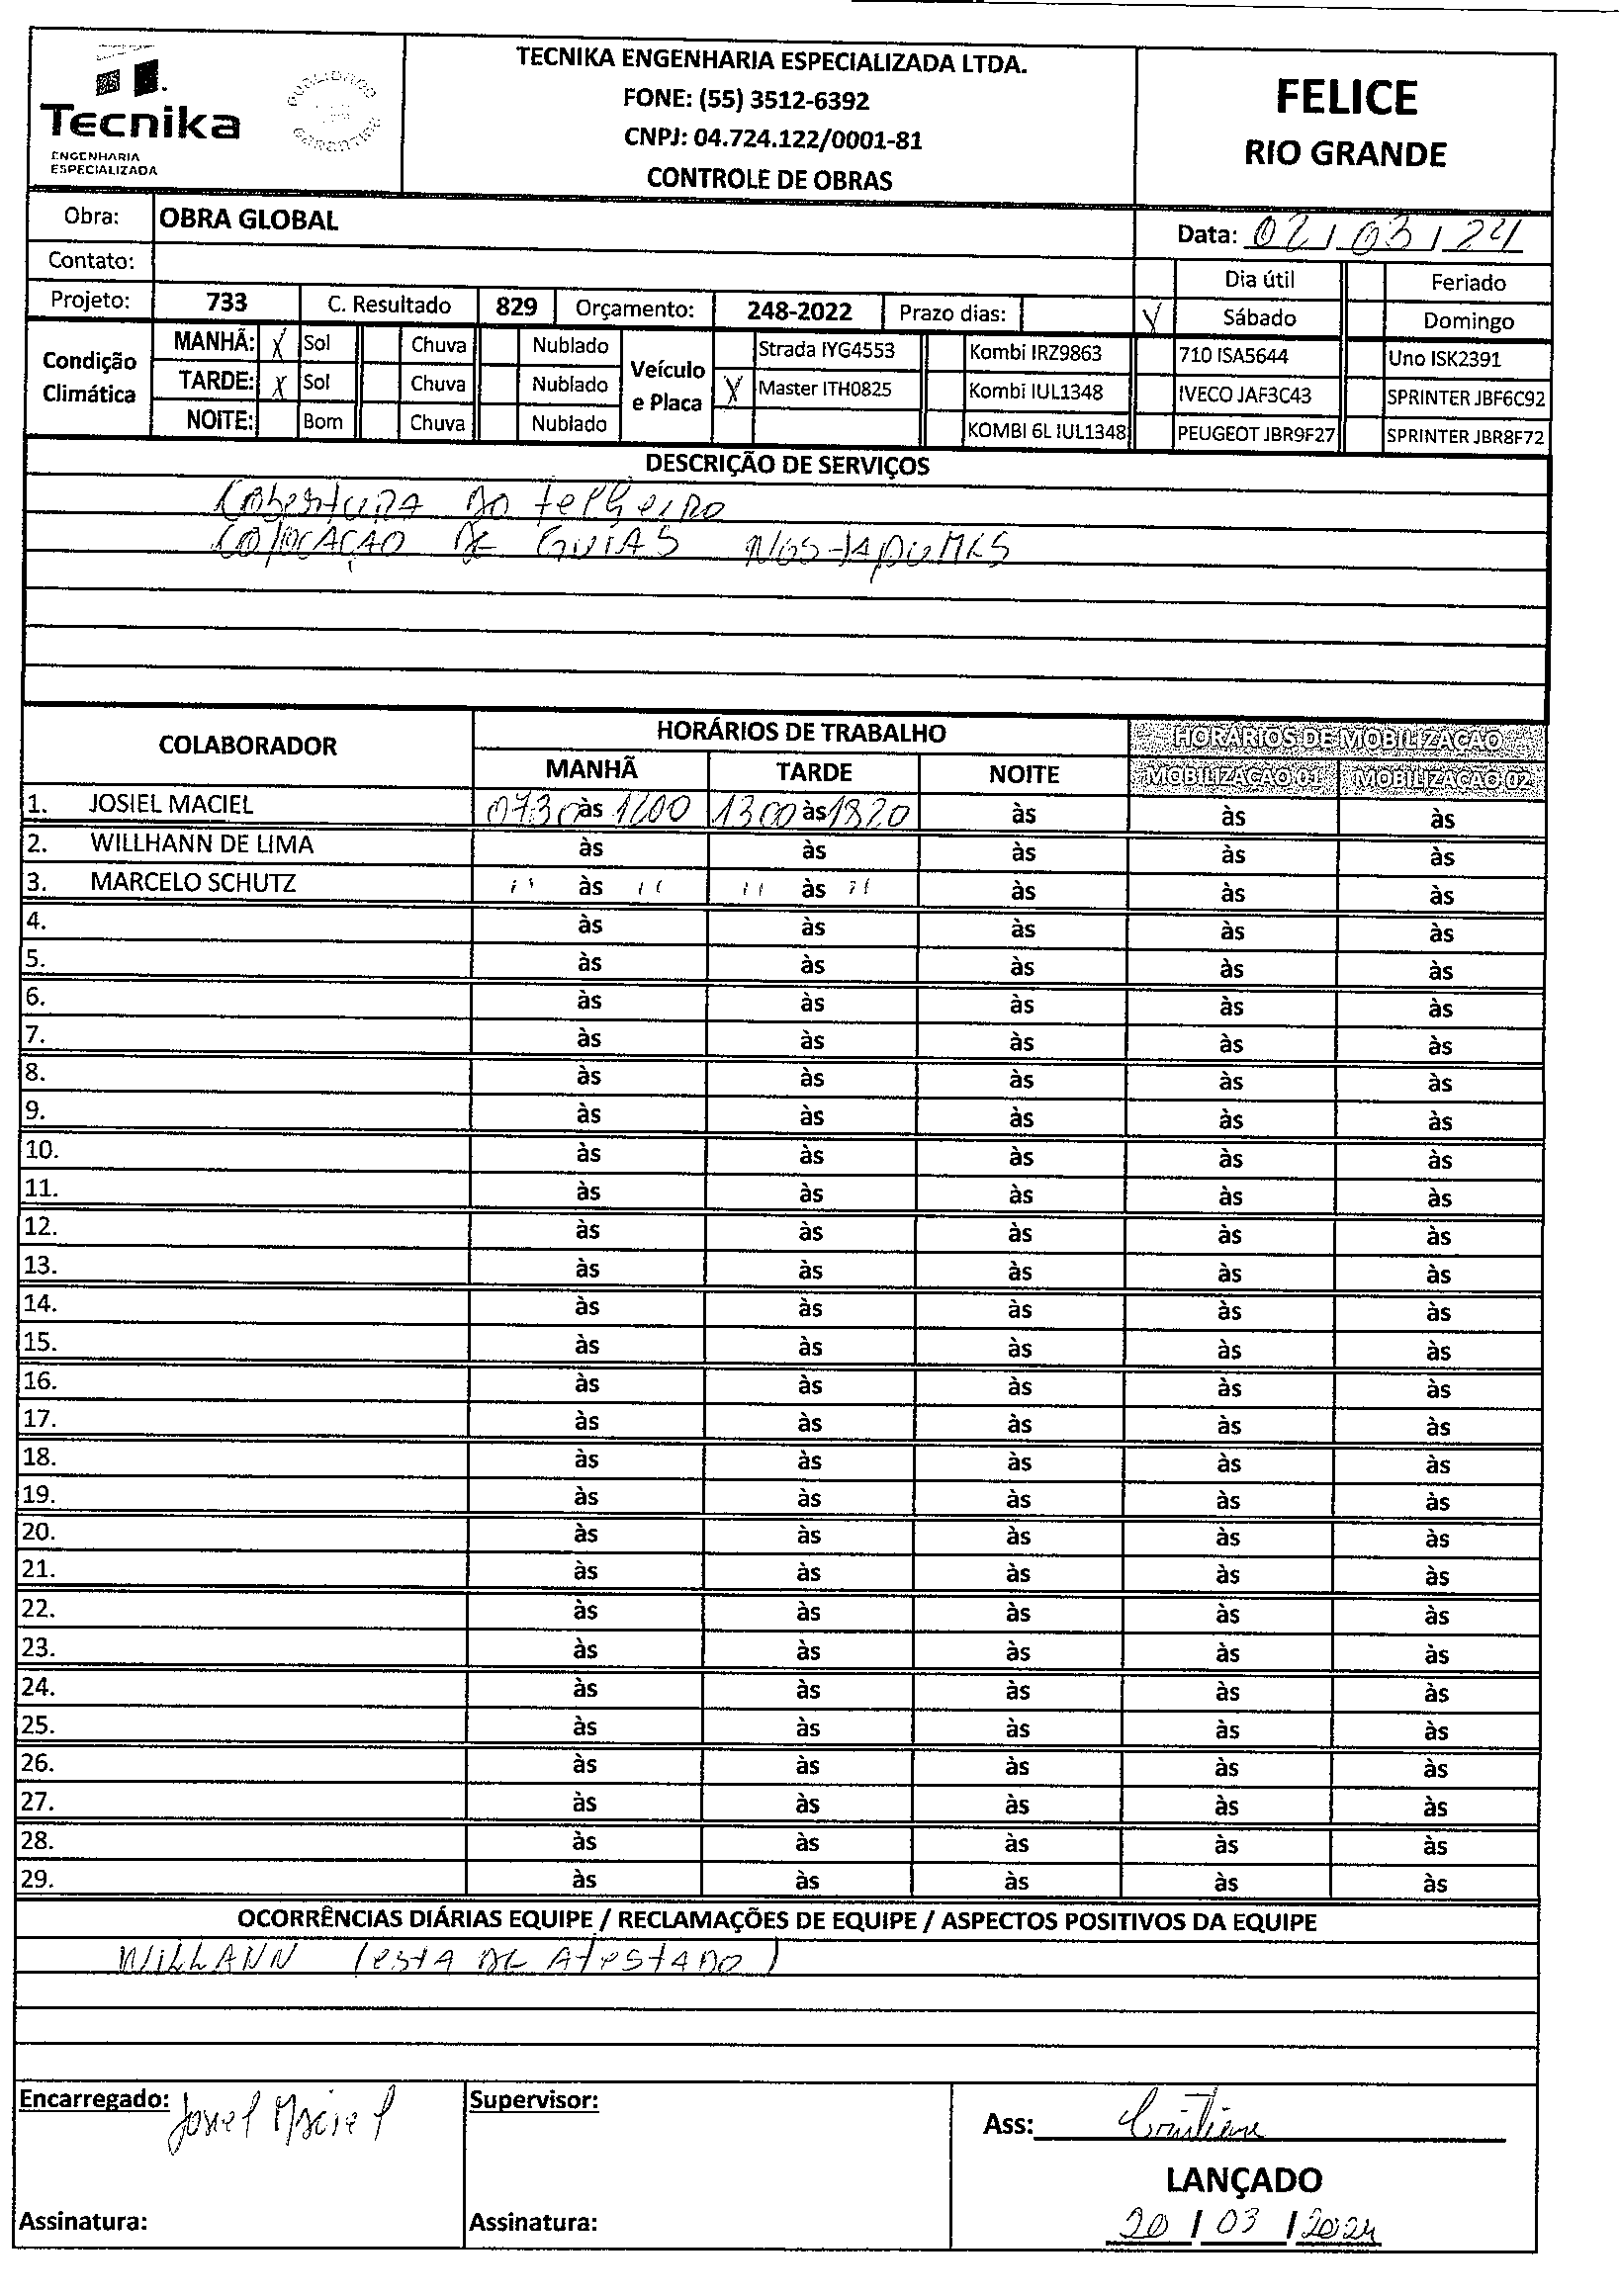 Tecnika
ENGENHARIA
ESPECIALIZADA
QUALIDADE
GARANTIDA
TECNIKA ENGENHARIA ESPECIALIZADA LTDA.
FONE: (55) 3512-6392
CNPJ: 04.724.122/0001-81
CONTROLE DE OBRAS
FELICE
RIO GRANDE
Obra: OBRA GLOBAL
Data: 02/03/24
Contato:
Dia útil Feriado
Projeto: 733 C. Resultado 829 Orçamento: 248-2022 Prazo dias: X Sábado Domingo
Condição Climática
MANHÃ: X Sol Chuva Nublado
TARDE: X Sol Chuva Nublado
NOITE: Bom Chuva Nublado
Veículo e Placa
Strada IYG4553 Kombi IRZ9863 710 ISA5644 Uno ISK2391
X Master ITH0825 Kombi IUL1348 IVECO JAF3C43 SPRINTER JBF6C92
KOMBI 6L IUL1348 PEUGEOT JBR9F27 SPRINTER JBR8F72
DESCRIÇÃO DE SERVIÇOS
Cobertura do telheiro
Colocação de guias nos tapumes
COLABORADOR HORÁRIOS DE TRABALHO HORÁRIOS DE MOBILIZAÇÃO
MANHÃ TARDE NOITE MOBILIZAÇÃO 01 MOBILIZAÇÃO 02
1. JOSIEL MACIEL 0730 às 1200 1300 às 1820 às às às
2. WILLHANN DE LIMA às às às às às
3. MARCELO SCHUTZ '' às '' '' às '' às às às
4. às às às às às
5. às às às às às
6. às às às às às
7. às às às às às
8. às às às às às
9. às às às às às
10. às às às às às
11. às às às às às
12. às às às às às
13. às às às às às
14. às às às às às
15. às às às às às
16. às às às às às
17. às às às às às
18. às às às às às
19. às às às às às
20. às às às às às
21. às às às às às
22. às às às às às
23. às às às às às
24. às às às às às
25. às às às às às
26. às às às às às
27. às às às às às
28. às às às às às
29. às às às às às
OCORRÊNCIAS DIÁRIAS EQUIPE / RECLAMAÇÕES DE EQUIPE / ASPECTOS POSITIVOS DA EQUIPE
WILLANN (esta de Atestado)
Encarregado: Josiel Maciel
Supervisor:
Ass: Cristiane
LANÇADO
Assinatura:
Assinatura:
20 / 03 / 2024